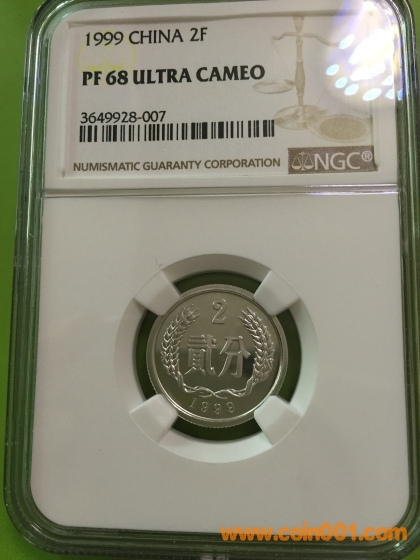 1999 CHINA 2F
PF 68 ULTRA CAMEO
3649928-007
NUMISMATIC GUARANTY CORPORATION
NGC®
2
贰分
1999
www.coin001.com